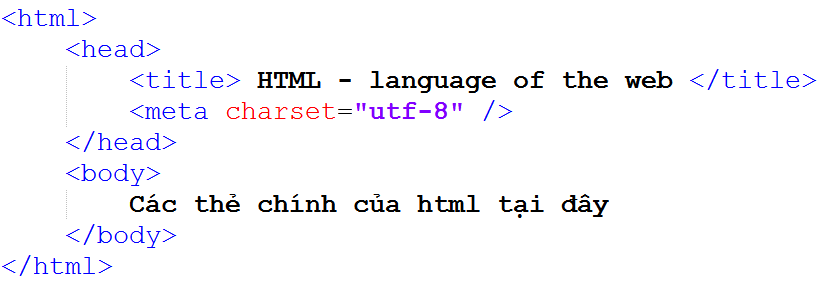 <html>
<head>
<title> HTML - language of the web </title>
<meta charset="utf-8" />
</head>
<body>
Các thẻ chính của html tại đây
</body>
</html>